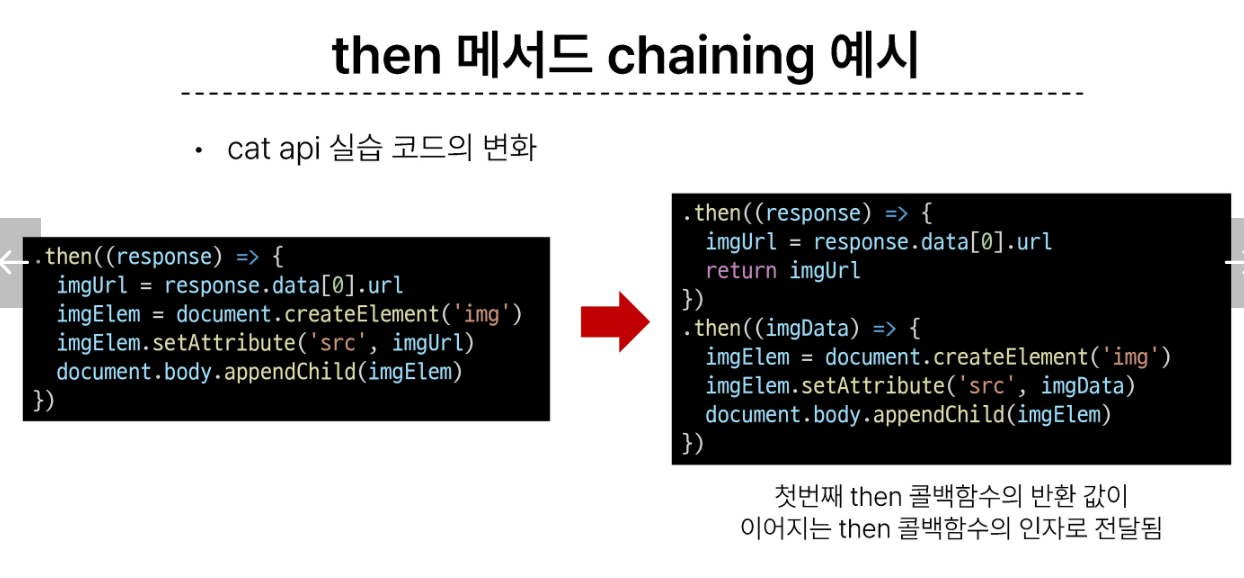 then 메서드 chaining 예시
• cat api 실습 코드의 변화
.then((response) => {
  imgUrl = response.data[0].url
  imgElem = document.createElement('img')
  imgElem.setAttribute('src', imgUrl)
  document.body.appendChild(imgElem)
})
.then((response) => {
  imgUrl = response.data[0].url
  return imgUrl
})
.then((imgData) => {
  imgElem = document.createElement('img')
  imgElem.setAttribute('src', imgData)
  document.body.appendChild(imgElem)
})
첫번째 then 콜백함수의 반환 값이
이어지는 then 콜백함수의 인자로 전달됨